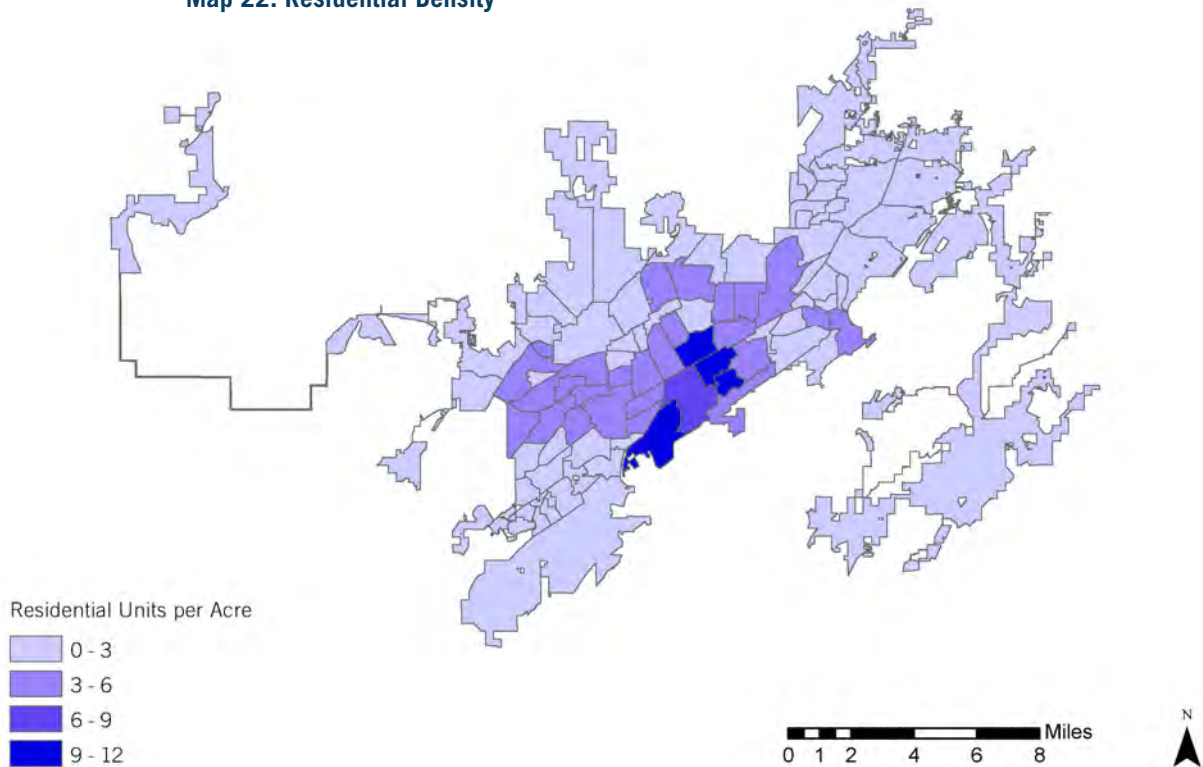 Map 22: Residential Density
Residential Units per Acre
0 - 3
3 - 6
6 - 9
9 - 12
Miles
0 1 2 4 6 8
N